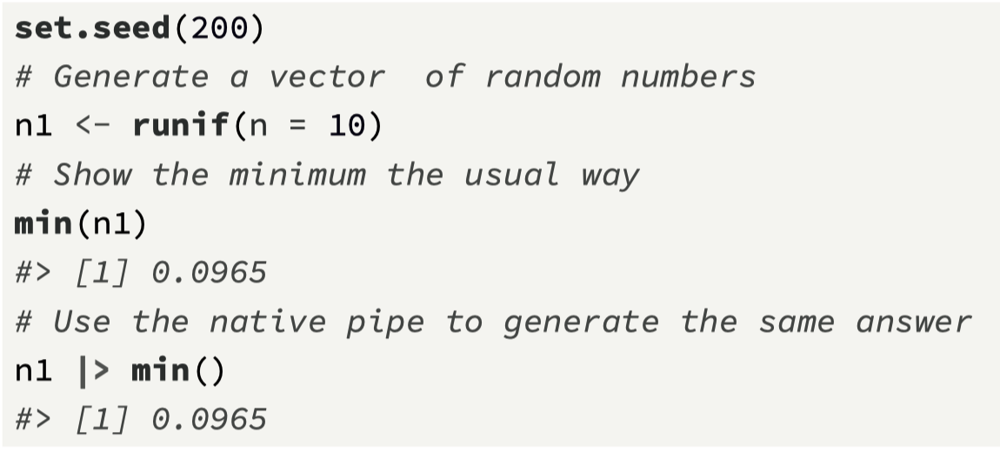 set.seed(200)
# Generate a vector  of random numbers
n1 <- runif(n = 10)
# Show the minimum the usual way
min(n1)
#> [1] 0.0965
# Use the native pipe to generate the same answer
n1 |> min()
#> [1] 0.0965